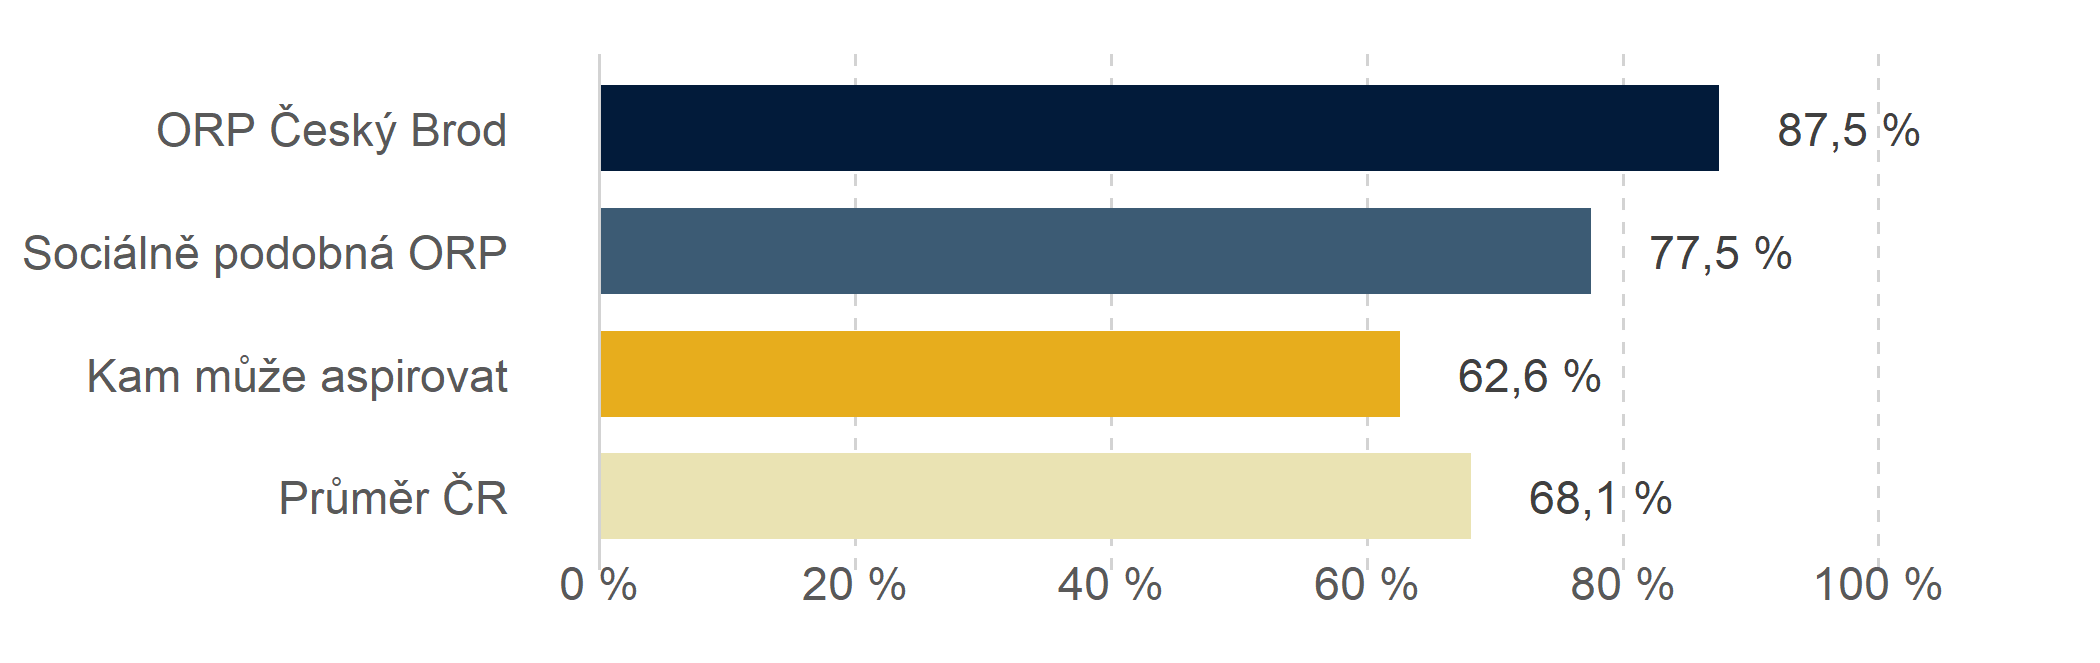 ORP Český Brod
87,5 %
Sociálně podobná ORP
77,5 %
Kam může aspirovat
62,6 %
Průměr ČR
68,1 %
0 % 20 % 40 % 60 % 80 % 100 %